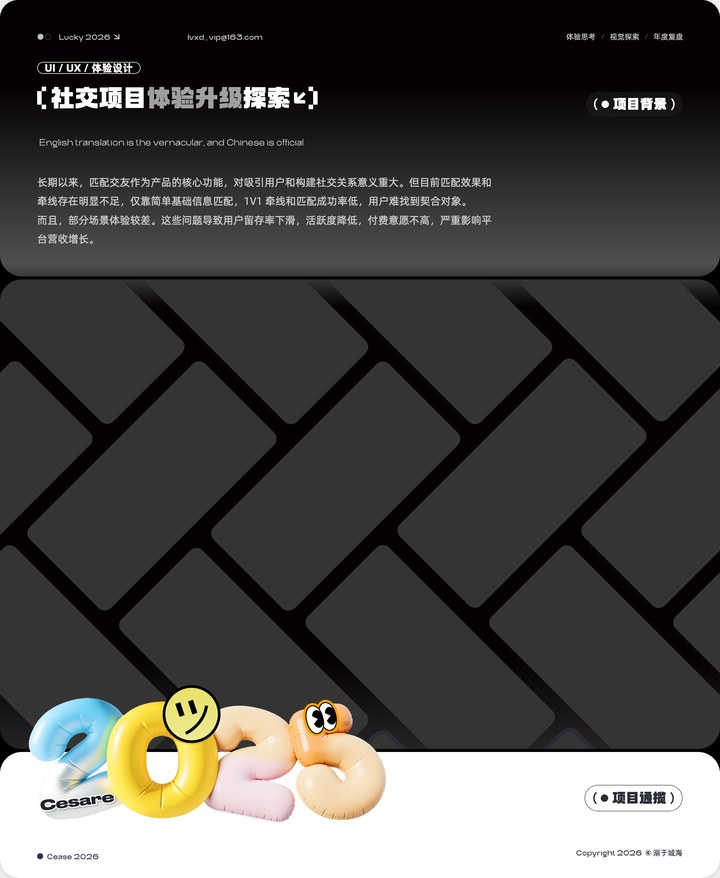 Lucky 2026
lvxd_vip@163.com
体验思考 / 视觉探索 / 年度复盘
UI / UX / 体验设计
社交项目体验升级探索
(● 项目背景 )
English translation is the vernacular, and Chinese is official
长期以来，匹配交友作为产品的核心功能，对吸引用户和构建社交关系意义重大。但目前匹配效果和
牵线存在明显不足，仅靠简单基础信息匹配，1V1 牵线和匹配成功率低，用户难找到契合对象。
而且，部分场景体验较差。这些问题导致用户留存率下滑，活跃度降低，付费意愿不高，严重影响平
台营收增长。
2025
Cesare
(● 项目通揽 )
Cease 2026
Copyright 2026 ® 溺于城海